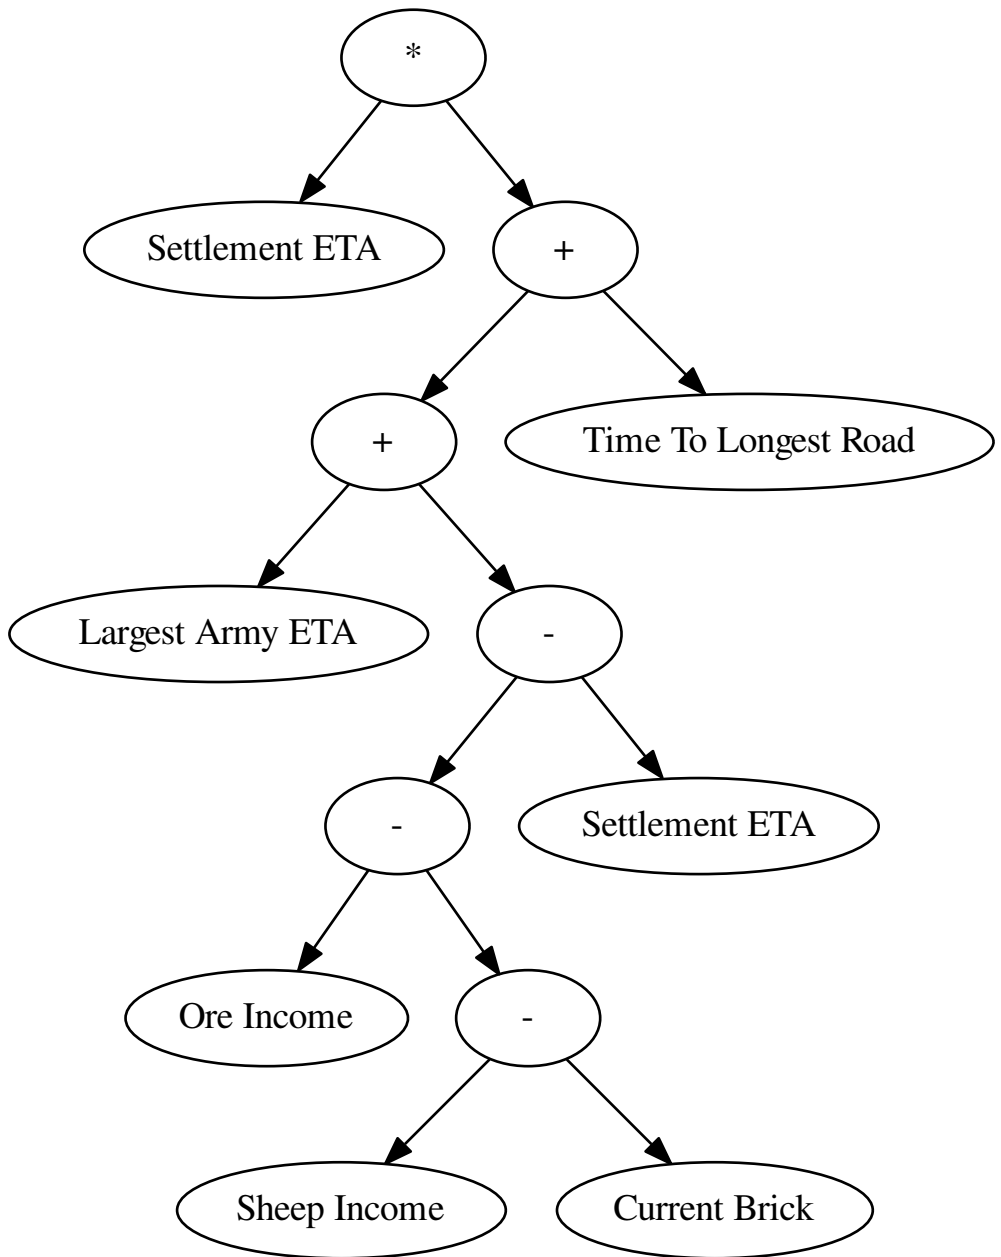 *
Settlement ETA
+
+
Time To Longest Road
Largest Army ETA
-
-
Settlement ETA
Ore Income
-
Sheep Income
Current Brick